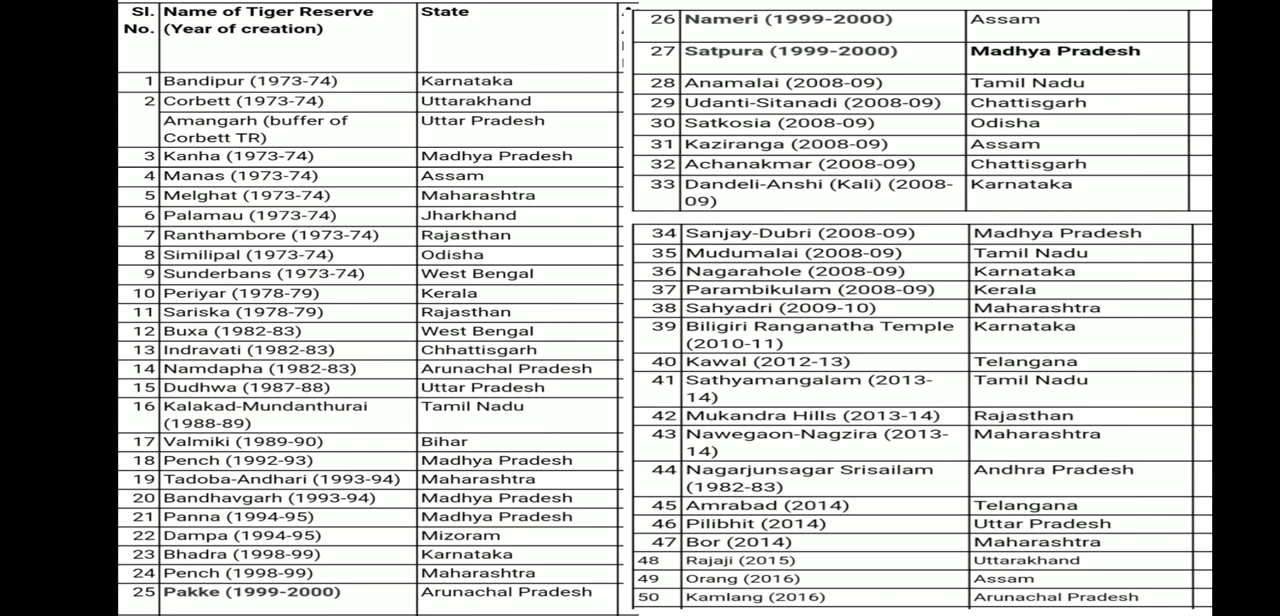 Sl. Name of Tiger Reserve State
No. (Year of creation)
1 Bandipur (1973-74) Karnataka
2 Corbett (1973-74) Uttarakhand
Amangarh (buffer of Uttar Pradesh
Corbett TR)
3 Kanha (1973-74) Madhya Pradesh
4 Manas (1973-74) Assam
5 Melghat (1973-74) Maharashtra
6 Palamau (1973-74) Jharkhand
7 Ranthambore (1973-74) Rajasthan
8 Similipal (1973-74) Odisha
9 Sunderbans (1973-74) West Bengal
10 Periyar (1978-79) Kerala
11 Sariska (1978-79) Rajasthan
12 Buxa (1982-83) West Bengal
13 Indravati (1982-83) Chhattisgarh
14 Namdapha (1982-83) Arunachal Pradesh
15 Dudhwa (1987-88) Uttar Pradesh
16 Kalakad-Mundanthurai Tamil Nadu
(1988-89)
17 Valmiki (1989-90) Bihar
18 Pench (1992-93) Madhya Pradesh
19 Tadoba-Andhari (1993-94) Maharashtra
20 Bandhavgarh (1993-94) Madhya Pradesh
21 Panna (1994-95) Madhya Pradesh
22 Dampa (1994-95) Mizoram
23 Bhadra (1998-99) Karnataka
24 Pench (1998-99) Maharashtra
25 Pakke (1999-2000) Arunachal Pradesh
26 Nameri (1999-2000) Assam
27 Satpura (1999-2000) Madhya Pradesh
28 Anamalai (2008-09) Tamil Nadu
29 Udanti-Sitanadi (2008-09) Chattisgarh
30 Satkosia (2008-09) Odisha
31 Kaziranga (2008-09) Assam
32 Achanakmar (2008-09) Chattisgarh
33 Dandeli-Anshi (Kali) (2008- Karnataka
09)
34 Sanjay-Dubri (2008-09) Madhya Pradesh
35 Mudumalai (2008-09) Tamil Nadu
36 Nagarahole (2008-09) Karnataka
37 Parambikulam (2008-09) Kerala
38 Sahyadri (2009-10) Maharashtra
39 Biligiri Ranganatha Temple Karnataka
(2010-11)
40 Kawal (2012-13) Telangana
41 Sathyamangalam (2013- Tamil Nadu
14)
42 Mukandra Hills (2013-14) Rajasthan
43 Nawegaon-Nagzira (2013- Maharashtra
14)
44 Nagarjunsagar Srisailam Andhra Pradesh
(1982-83)
45 Amrabad (2014) Telangana
46 Pilibhit (2014) Uttar Pradesh
47 Bor (2014) Maharashtra
48 Rajaji (2015) Uttarakhand
49 Orang (2016) Assam
50 Kamlang (2016) Arunachal Pradesh